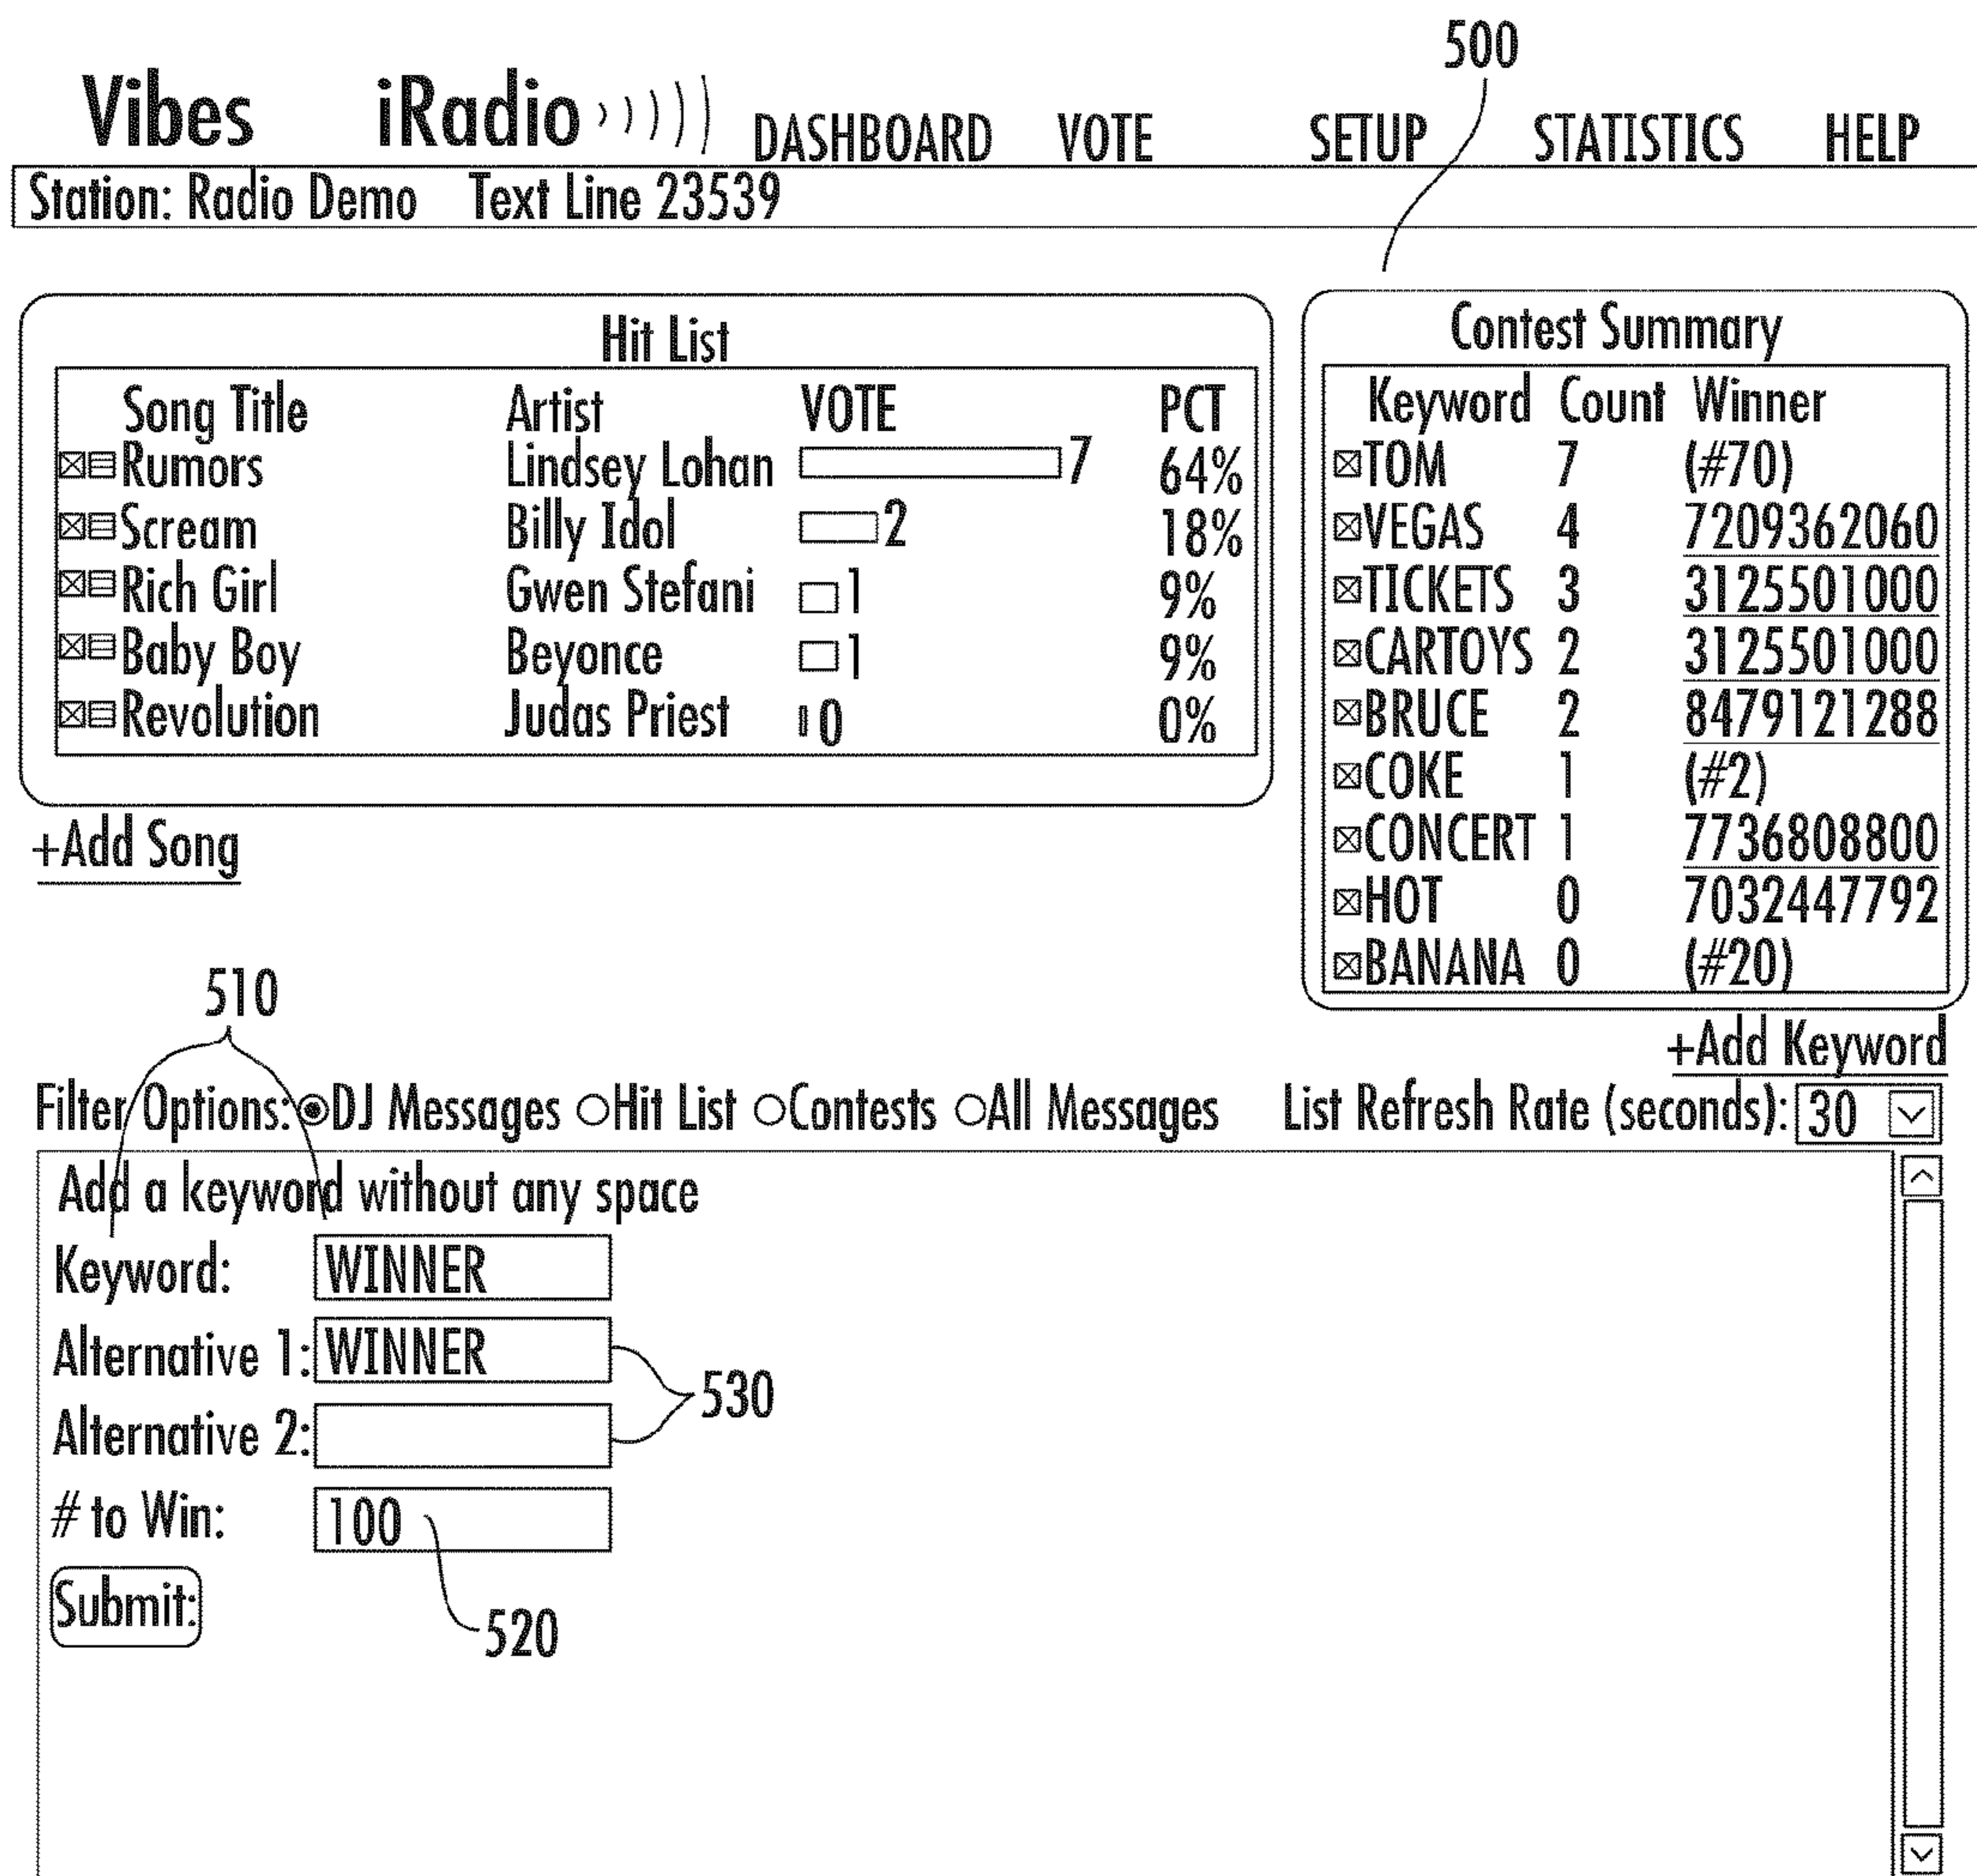 500
Vibes iRadio DASHBOARD VOTE SETUP STATISTICS HELP
Station: Radio Demo Text Line 23539
Hit List
Song Title Artist VOTE PCT
Rumors Lindsey Lohan 7 64%
Scream Billy Idol 2 18%
Rich Girl Gwen Stefani 1 9%
Baby Boy Beyonce 1 9%
Revolution Judas Priest 0 0%
+Add Song
Contest Summary
Keyword Count Winner
TOM 7 (#70)
VEGAS 4 7209362060
TICKETS 3 3125501000
CARTOYS 2 3125501000
BRUCE 2 8479121288
COKE 1 (#2)
CONCERT 1 7736808800
HOT 0 7032447792
BANANA 0 (#20)
+Add Keyword
510
Filter Options: DJ Messages Hit List Contests All Messages List Refresh Rate (seconds): 30
Add a keyword without any space
Keyword: WINNER
Alternative 1: WINNER
530
Alternative 2:
# to Win: 100
Submit:
520